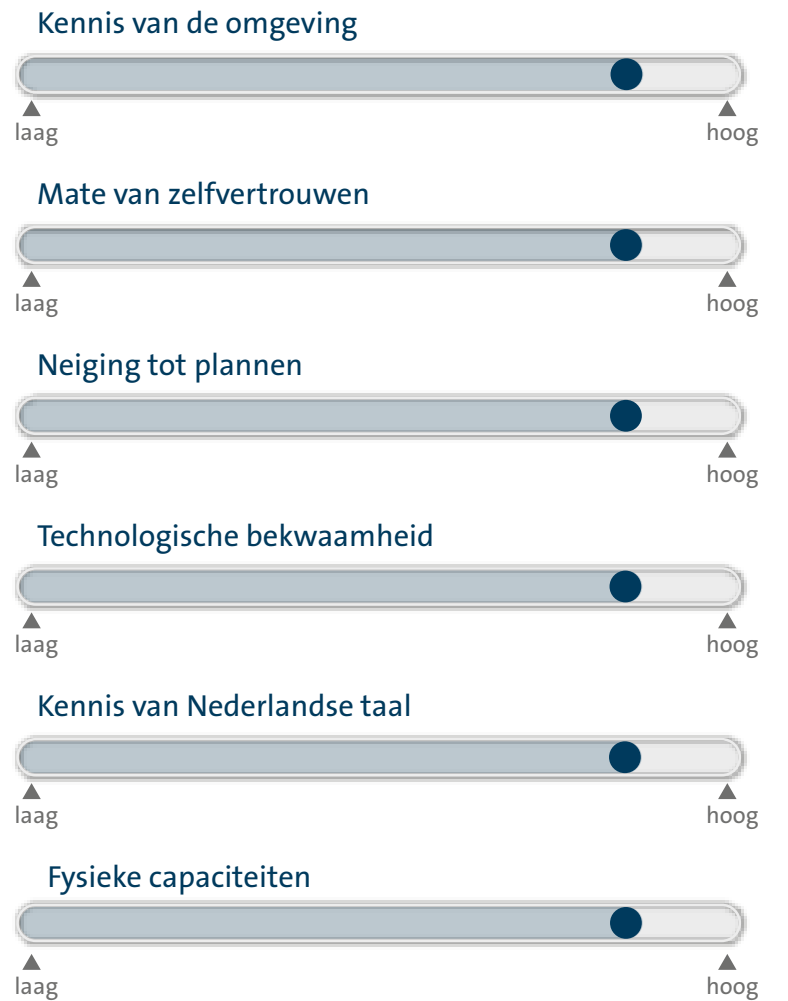 Kennis van de omgeving
laag hoog
Mate van zelfvertrouwen
laag hoog
Neiging tot plannen
laag hoog
Technologische bekwaamheid
laag hoog
Kennis van Nederlandse taal
laag hoog
Fysieke capaciteiten
laag hoog